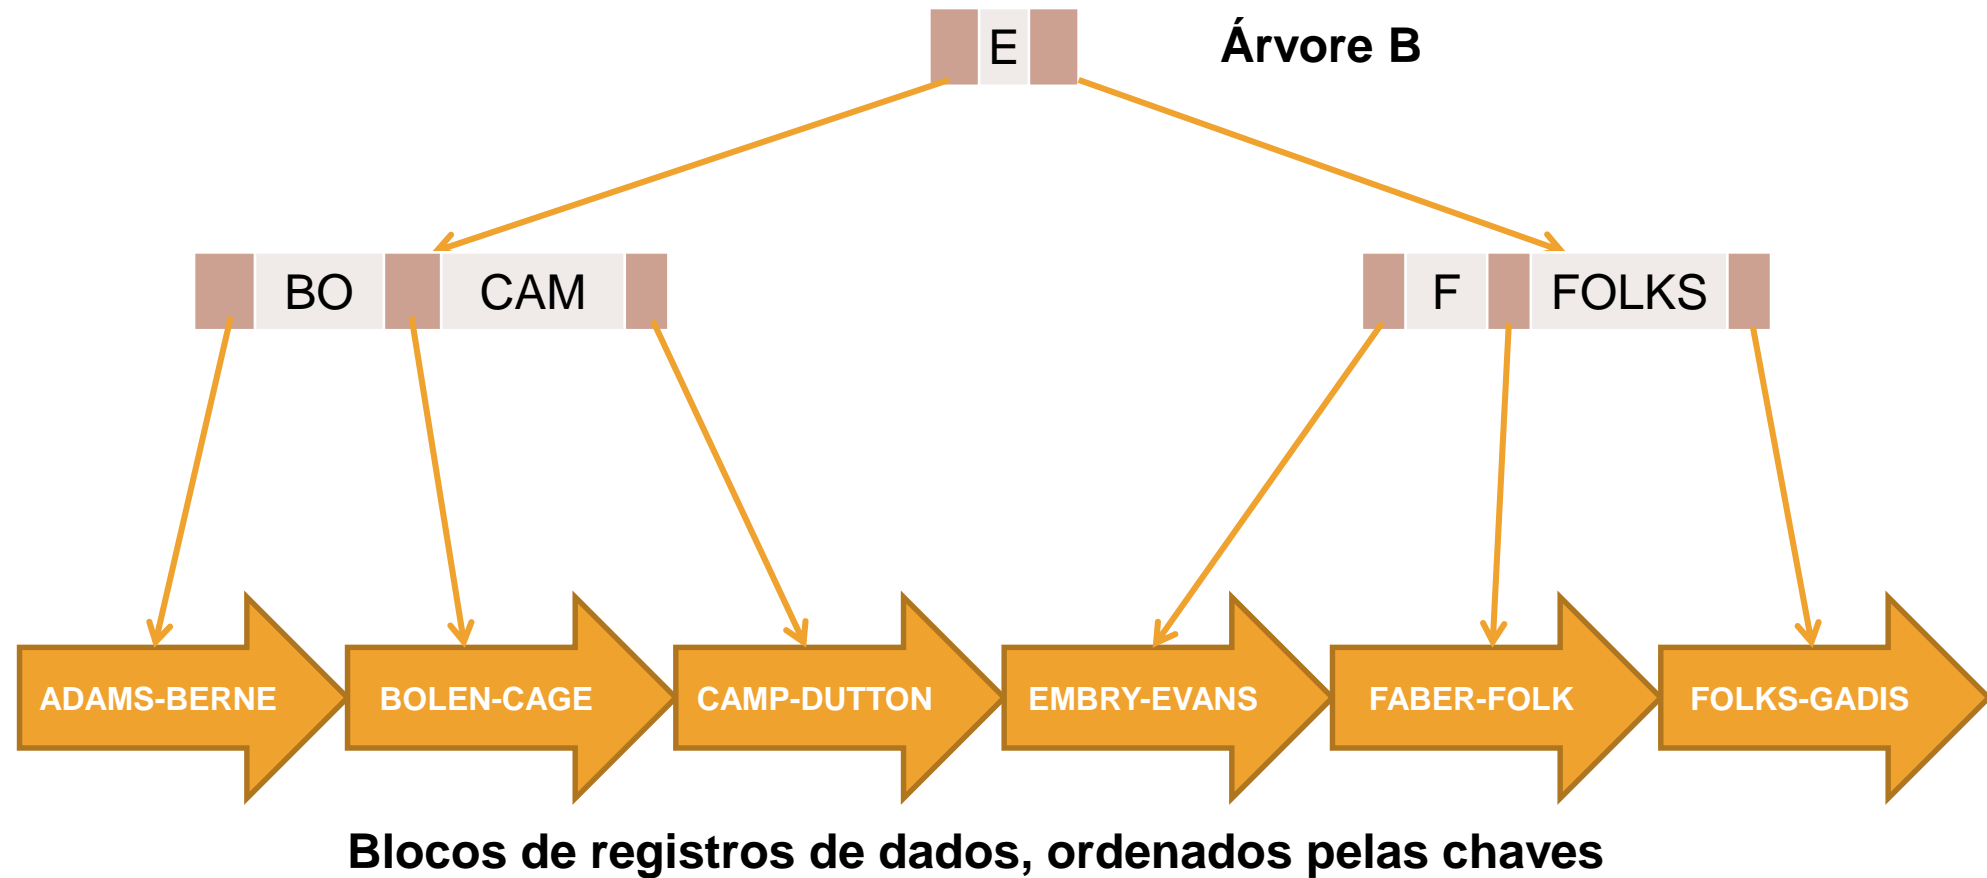 E
Árvore B
BO
CAM
F
FOLKS
ADAMS-BERNE
BOLEN-CAGE
CAMP-DUTTON
EMBRY-EVANS
FABER-FOLK
FOLKS-GADIS
Blocos de registros de dados, ordenados pelas chaves